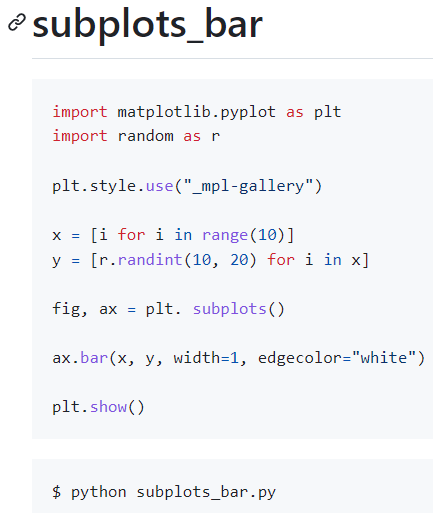 subplots_bar
import matplotlib.pyplot as plt
import random as r
plt.style.use("_mpl-gallery")
x = [i for i in range(10)]
y = [r.randint(10, 20) for i in x]
fig, ax = plt. subplots()
ax.bar(x, y, width=1, edgecolor="white")
plt.show()
$ python subplots_bar.py